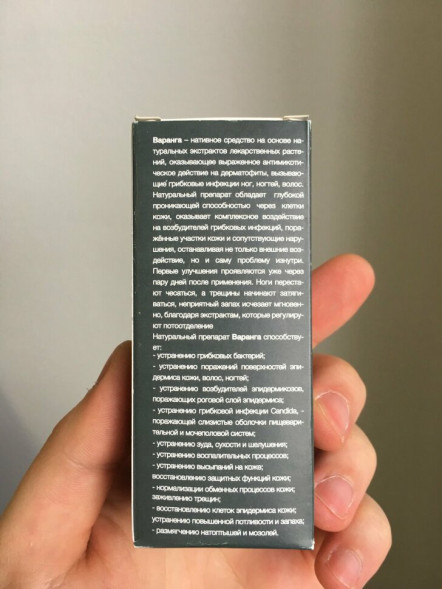 Варанга – нативное средство на основе на-
туральных экстрактов лекарственных расте-
ний, оказывающее выраженное антимикоти-
ческое действие на дерматофиты, вызываю-
щие грибковые инфекции ног, ногтей, волос.
Натуральный препарат обладает глубокой
проникающей способностью через клетки
кожи, оказывает комплексное воздействие
на возбудителей грибковых инфекций, пора-
жённые участки кожи и сопутствующие нару-
шения, останавливая не только внешние воз-
действие, но и саму проблему изнутри.
Первые улучшения проявляются уже через
пару дней после применения. Ноги переста-
ют чесаться, а трещины начинают затяги-
ваться, неприятный запах исчезает мгновен-
но, благодаря экстрактам, которые регулиру-
ют потоотделение
Натуральный препарат Варанга способству-
ет:
- устранению грибковых бактерий;
- устранению поражений поверхностей эпи-
дермиса кожи, волос, ногтей;
- устранению возбудителей эпидермикозов,
поражающих роговой слой эпидермиса;
- устранению грибковой инфекции Candida, -
поражающей слизистые оболочки пищевари-
тельной и мочеполовой систем;
- устранению зуда, сухости и шелушения;
- устранению воспалительных процессов;
- устранению высыпаний на коже;
восстановлению защитных функций кожи;
- нормализации обменных процессов кожи;
заживлению трещин;
- восстановлению клеток эпидермиса кожи;
устранению повышенной потливости и запаха;
- размягчению натоптышей и мозолей.